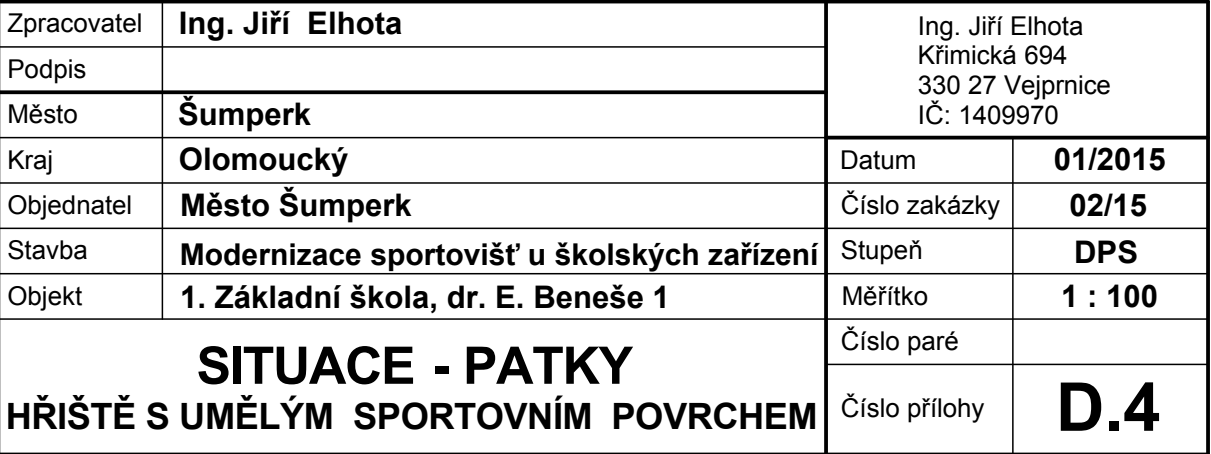 Zpracovatel Ing. Jiří Elhota
Podpis
Město Šumperk
Kraj Olomoucký
Objednatel Město Šumperk
Stavba Modernizace sportovišť u školských zařízení
Objekt 1. Základní škola, dr. E. Beneše 1
SITUACE - PATKY
HŘIŠTĚ S UMĚLÝM SPORTOVNÍM POVRCHEM
Ing. Jiří Elhota
Křimická 694
330 27 Vejprnice
IČ: 1409970
Datum 01/2015
Číslo zakázky 02/15
Stupeň DPS
Měřítko 1 : 100
Číslo paré
Číslo přílohy D.4